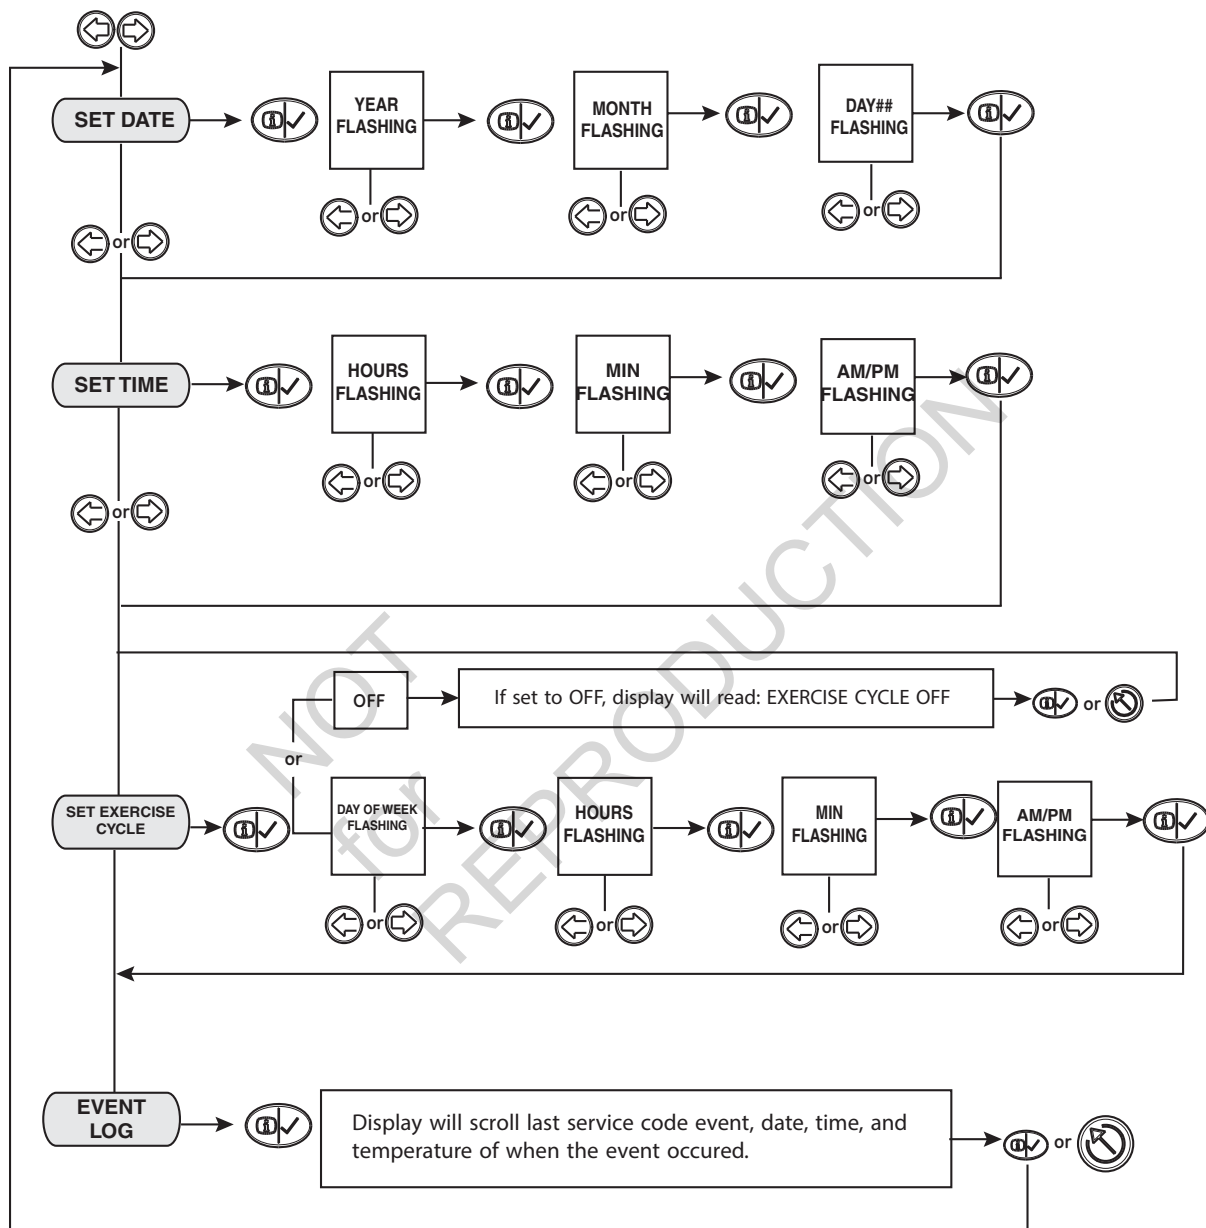 SET DATE
YEAR
FLASHING
MONTH
FLASHING
DAY##
FLASHING
or
or
or
or
SET TIME
HOURS
FLASHING
MIN
FLASHING
AM/PM
FLASHING
or
or
or
or
OFF
If set to OFF, display will read: EXERCISE CYCLE OFF
or
or
SET EXERCISE
CYCLE
DAY OF WEEK
FLASHING
HOURS
FLASHING
MIN
FLASHING
AM/PM
FLASHING
or
or
or
or
EVENT
LOG
Display will scroll last service code event, date, time, and
temperature of when the event occured.
or
NOT
for
REPRODUCTION